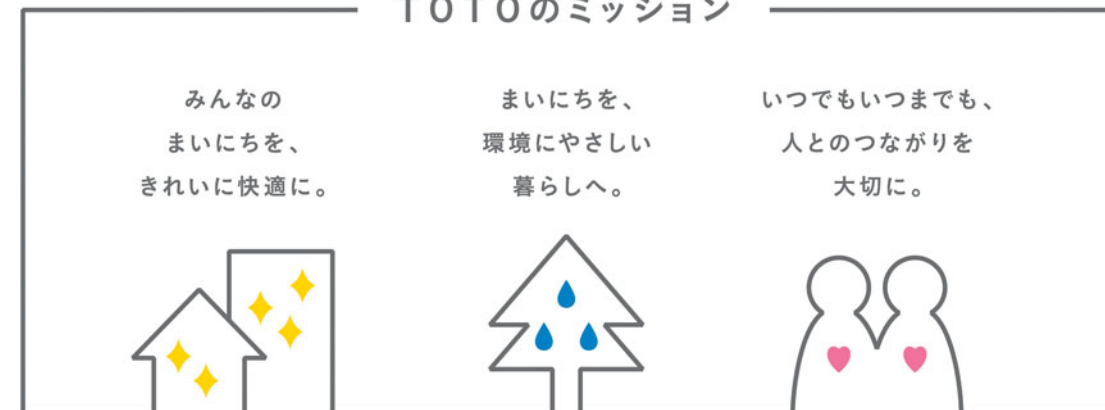 TOTOのミッション
みんなの
まいにちを、
きれいに快適に。
まいにちを、
環境にやさしい
暮らしへ。
いつでもいつまでも、
人とのつながりを
大切に。